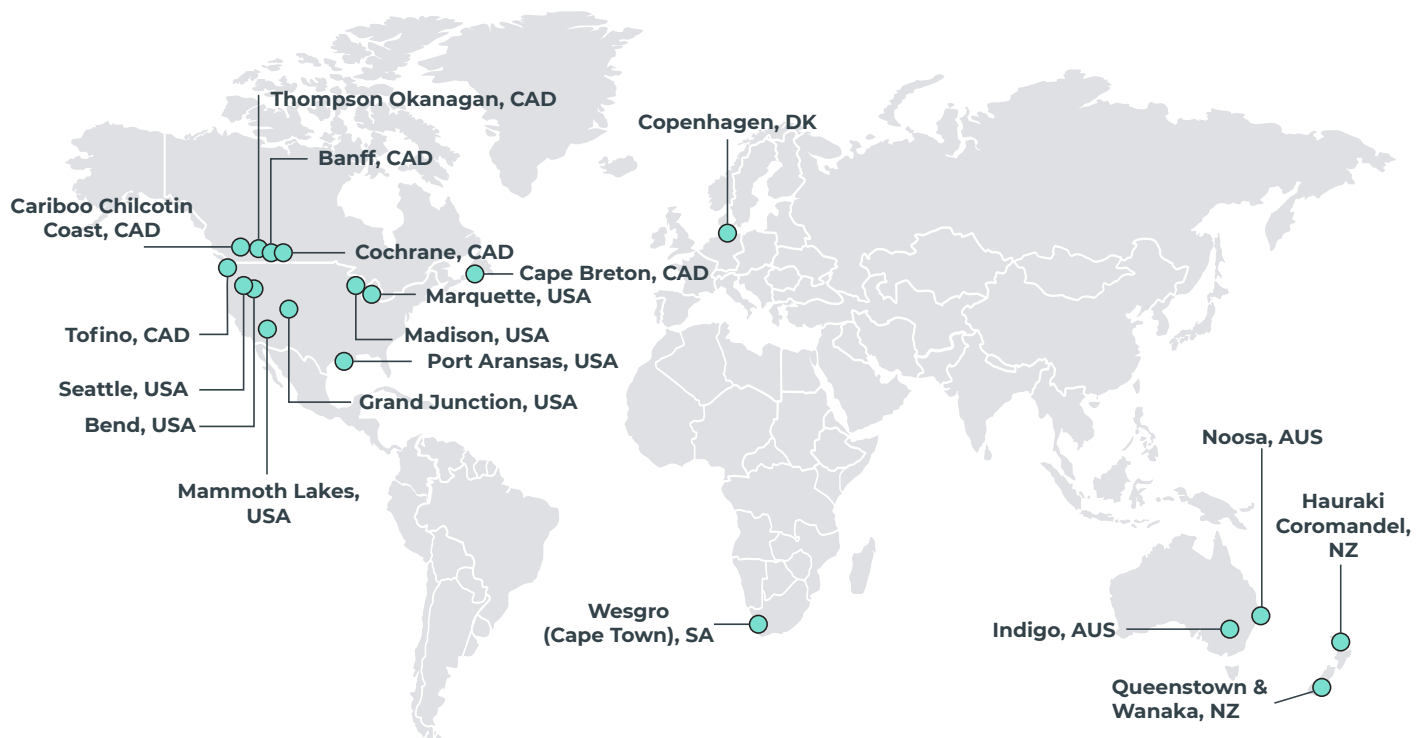 Thompson Okanagan, CAD
Copenhagen, DK
Banff, CAD
Cariboo Chilcotin
Coast, CAD
Cochrane, CAD
Cape Breton, CAD
Marquette, USA
Tofino, CAD
Madison, USA
Port Aransas, USA
Seattle, USA
Grand Junction, USA
Bend, USA
Noosa, AUS
Mammoth Lakes,
USA
Hauraki
Coromandel,
NZ
Wesgro
(Cape Town), SA
Indigo, AUS
Queenstown &
Wanaka, NZ